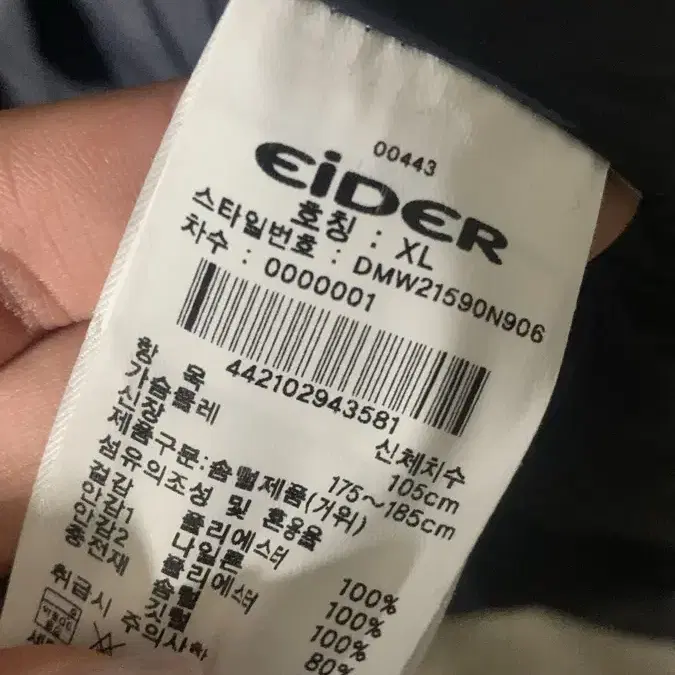 00443
EiDER
호칭 : XL
스타일번호 : DMW21590N906
차수 : 0000001
442102943581
항 목 신체치수
가슴둘레 105cm
신장 175~185cm
제품구분:솜털제품(거위)
섬유의조성 및 혼용율
겉감 폴리에스터 100%
안감1 나일론 100%
안감2 폴리에스터 100%
충전재 솜털 80%
깃털
취급시 주의사